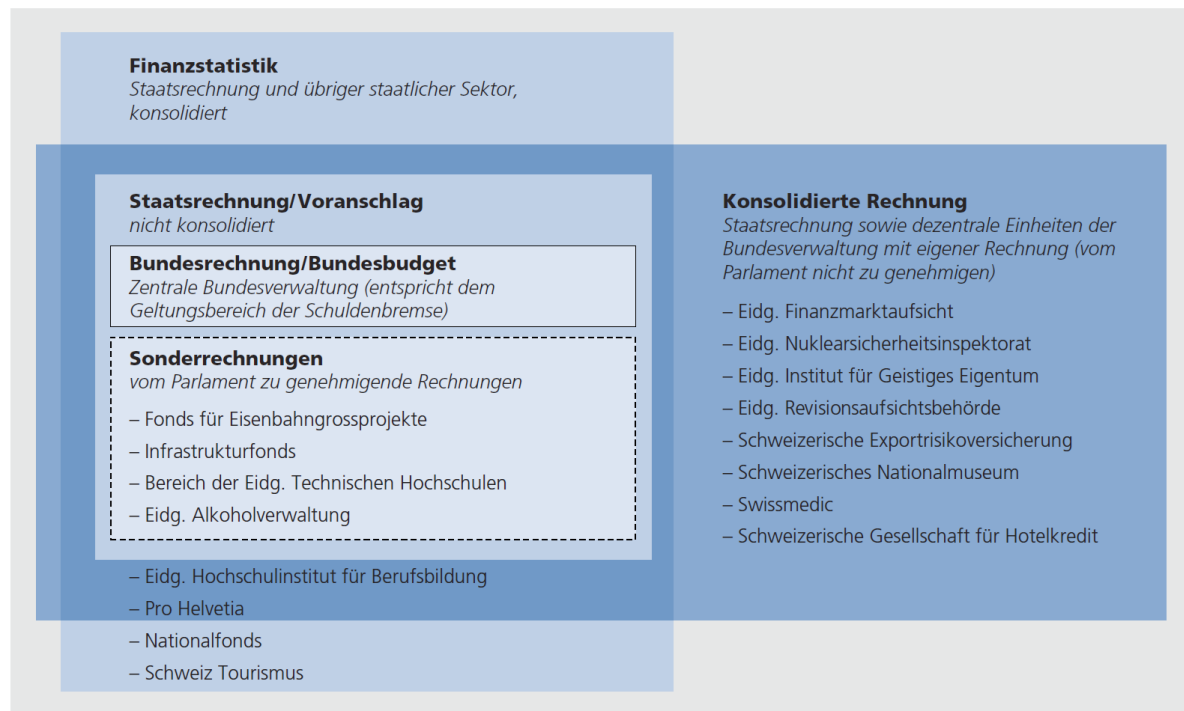 Finanzstatistik
Staatsrechnung und übriger staatlicher Sektor,
konsolidiert
Staatsrechnung/Voranschlag
nicht konsolidiert
Bundesrechnung/Bundesbudget
Zentrale Bundesverwaltung (entspricht dem
Geltungsbereich der Schuldenbremse)
Sonderrechnungen
vom Parlament zu genehmigende Rechnungen
– Fonds für Eisenbahngrossprojekte
– Infrastrukturfonds
– Bereich der Eidg. Technischen Hochschulen
– Eidg. Alkoholverwaltung
– Eidg. Hochschulinstitut für Berufsbildung
– Pro Helvetia
– Nationalfonds
– Schweiz Tourismus
Konsolidierte Rechnung
Staatsrechnung sowie dezentrale Einheiten der
Bundesverwaltung mit eigener Rechnung (vom
Parlament nicht zu genehmigen)
– Eidg. Finanzmarktaufsicht
– Eidg. Nuklearsicherheitsinspektorat
– Eidg. Institut für Geistiges Eigentum
– Eidg. Revisionsaufsichtsbehörde
– Schweizerische Exportrisikoversicherung
– Schweizerisches Nationalmuseum
– Swissmedic
– Schweizerische Gesellschaft für Hotelkredit